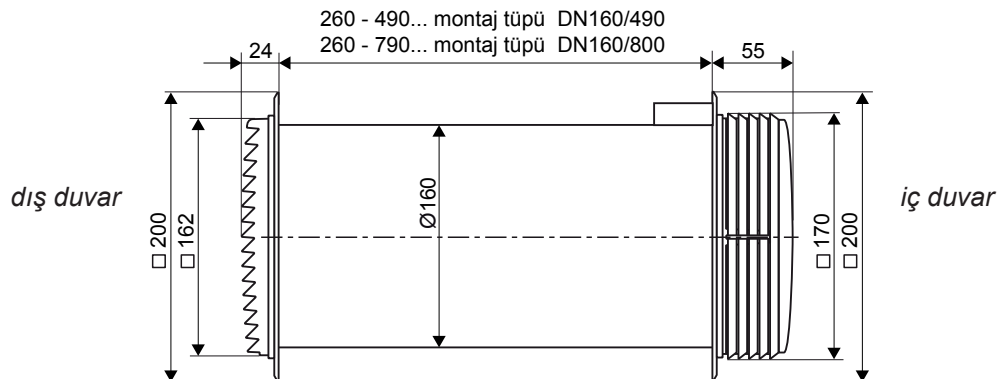 260 - 490... montaj tüpü DN160/490
260 - 790... montaj tüpü DN160/800
24
55
dış duvar
□ 200
□ 162
Ø160
□ 170
□ 200
iç duvar